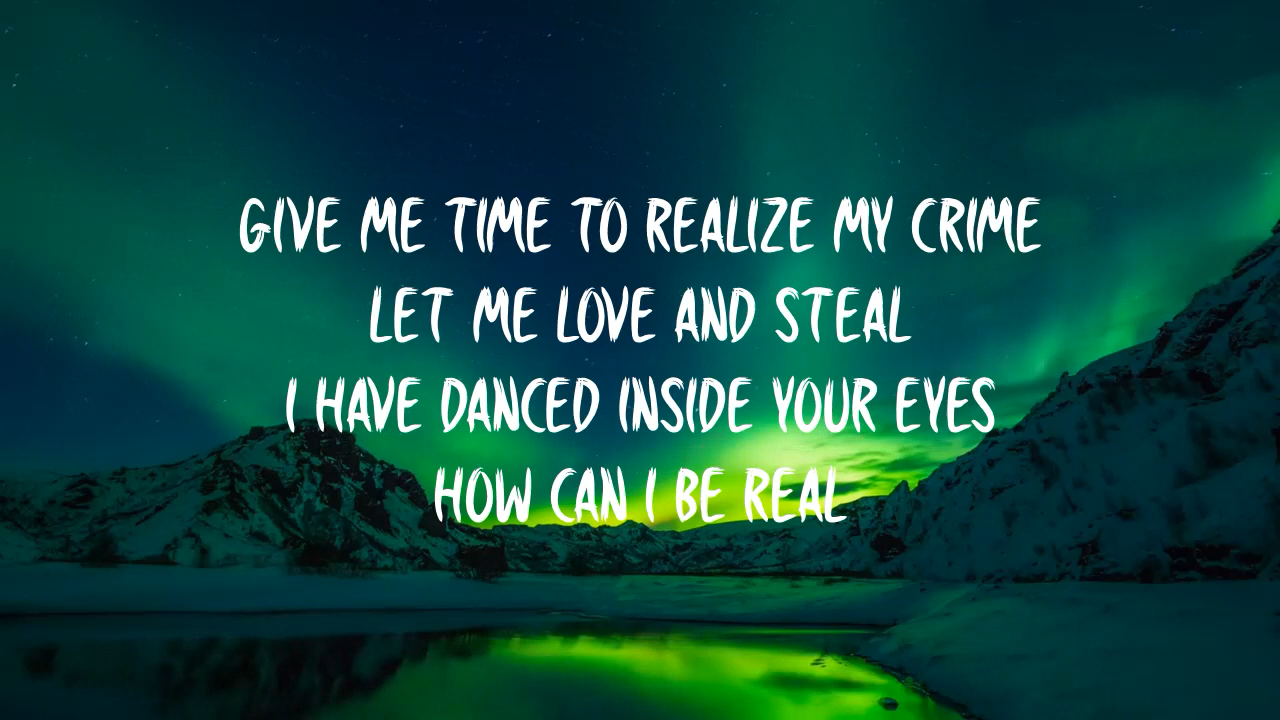 GIVE ME TIME TO REALIZE MY CRIME
LET ME LOVE AND STEAL
I HAVE DANCED INSIDE YOUR EYES
HOW CAN I BE REAL